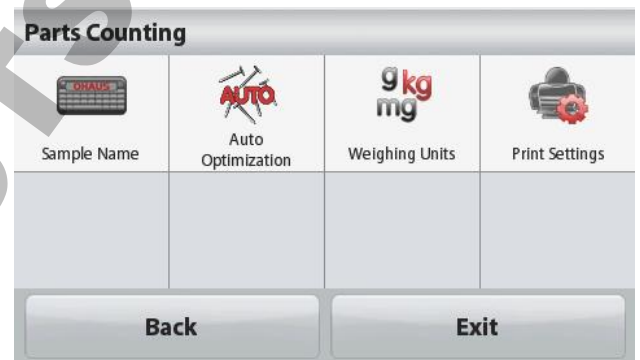 Parts Counting
OHAUS
AUTO
g kg
mg
Sample Name
Auto
Optimization
Weighing Units
Print Settings
Back
Exit